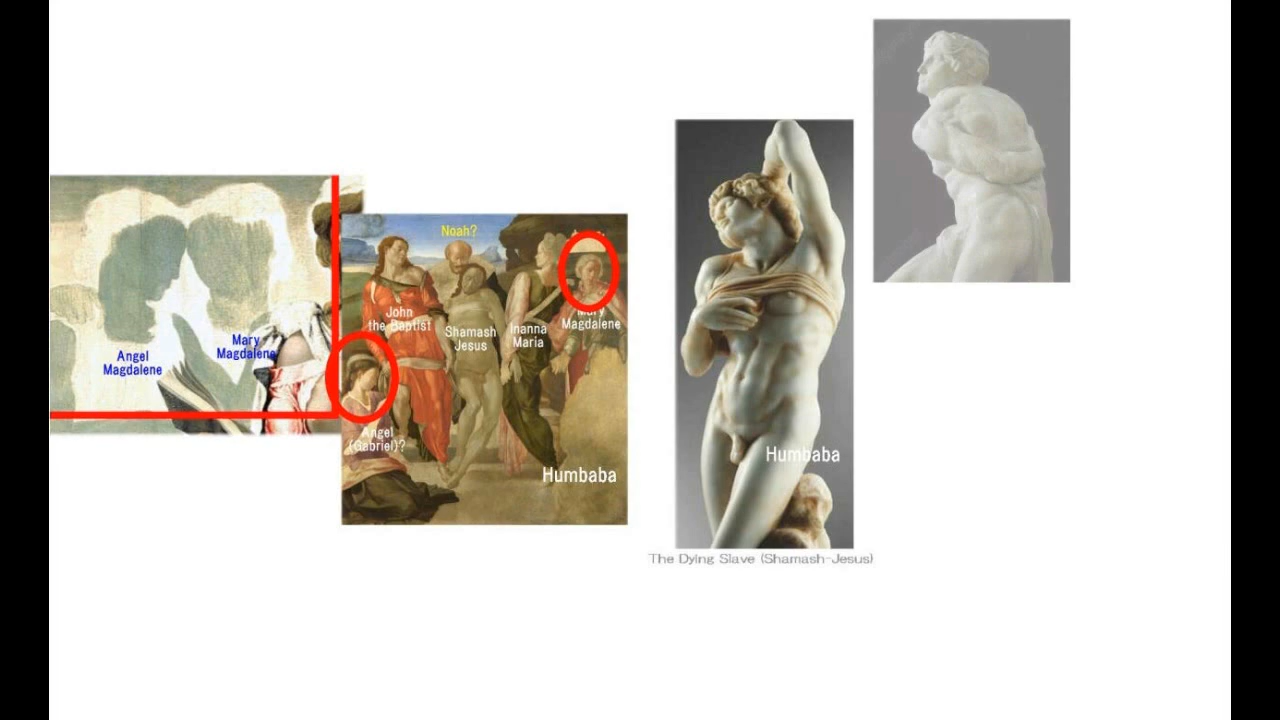 Angel
Magdalene
Mary
Magdalene
Noah?
John
the Baptist
Shamash
Jesus
Inanna
Maria
Mary
Magdalene
Angel
(Gabriel)?
Humbaba
Humbaba
The Dying Slave (Shamash-Jesus)